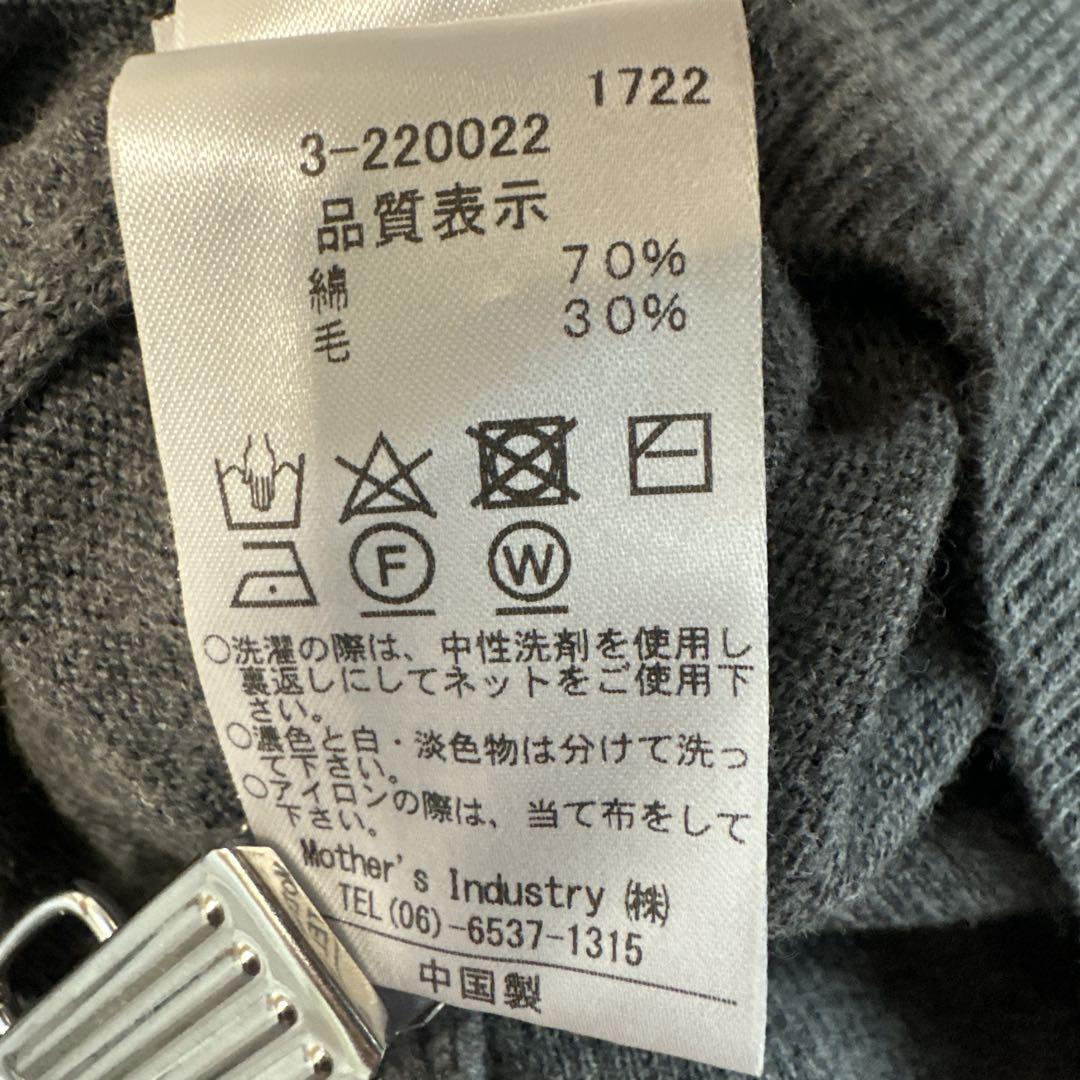 1722
3-220022
品質表示
綿 70%
毛 30%
F W
○洗濯の際は、中性洗剤を使用し
裏返しにしてネットをご使用下
さい。
○濃色と白・淡色物は分けて洗っ
て下さい。
○アイロンの際は、当て布をして
下さい。
Mother's Industry ㈱
TEL(06)-6537-1315
中国製